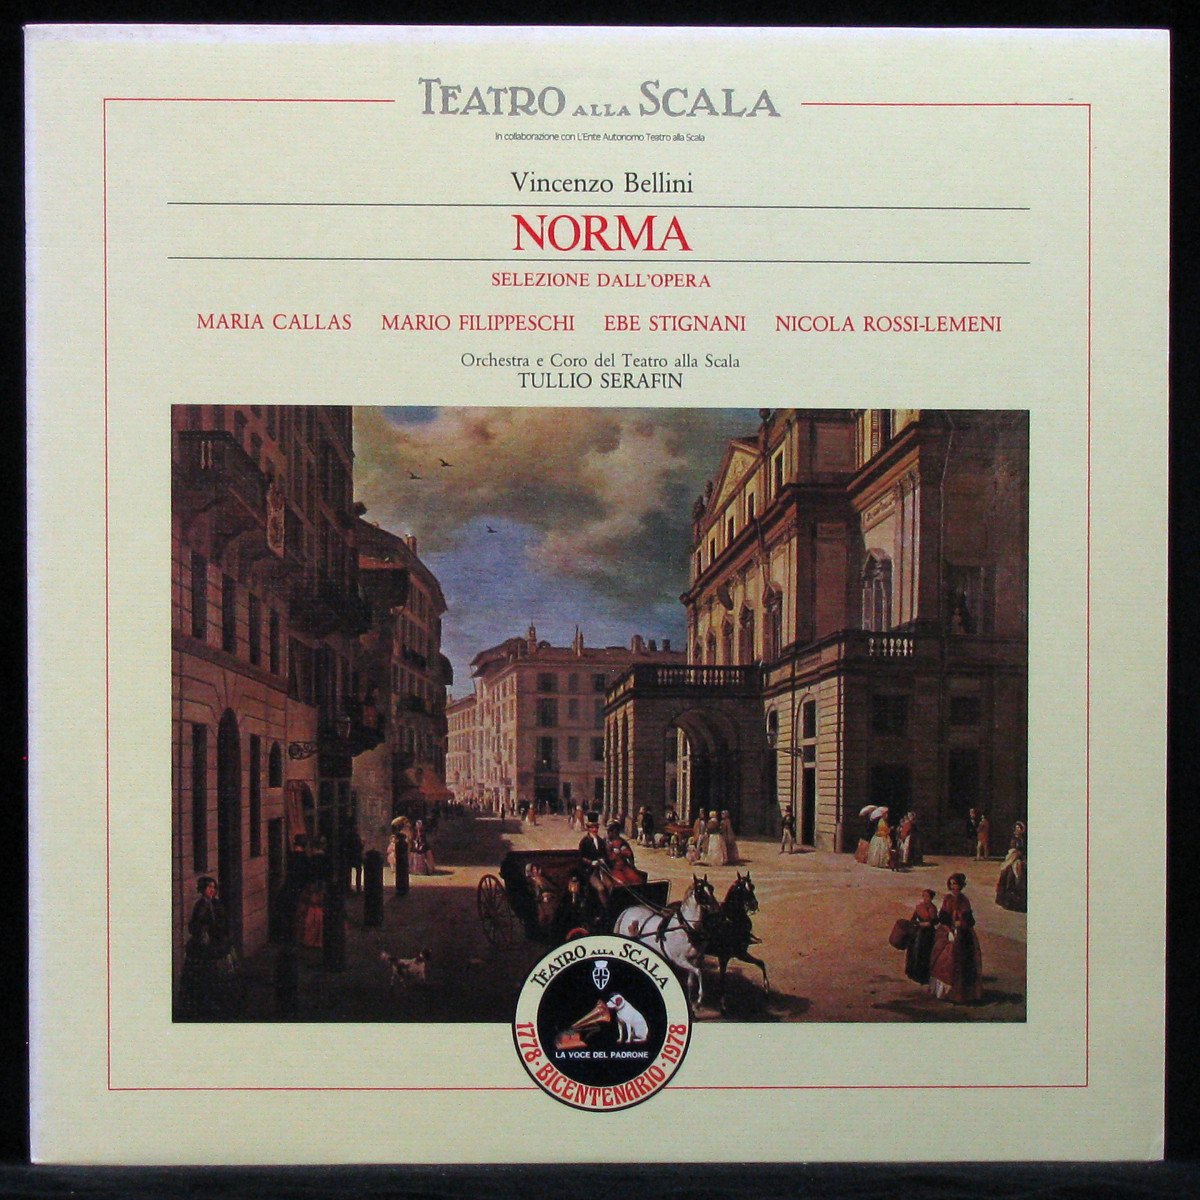 TEATRO ALLA SCALA
In collaborazione con L'Ente Autonomo Teatro alla Scala
Vincenzo Bellini
NORMA
SELEZIONE DALL'OPERA
MARIA CALLAS MARIO FILIPPESCHI EBE STIGNANI NICOLA ROSSI-LEMENI
Orchestra e Coro del Teatro alla Scala
TULLIO SERAFIN
TEATRO ALLA SCALA
LA VOCE DEL PADRONE
1778 · BICENTENARIO · 1978